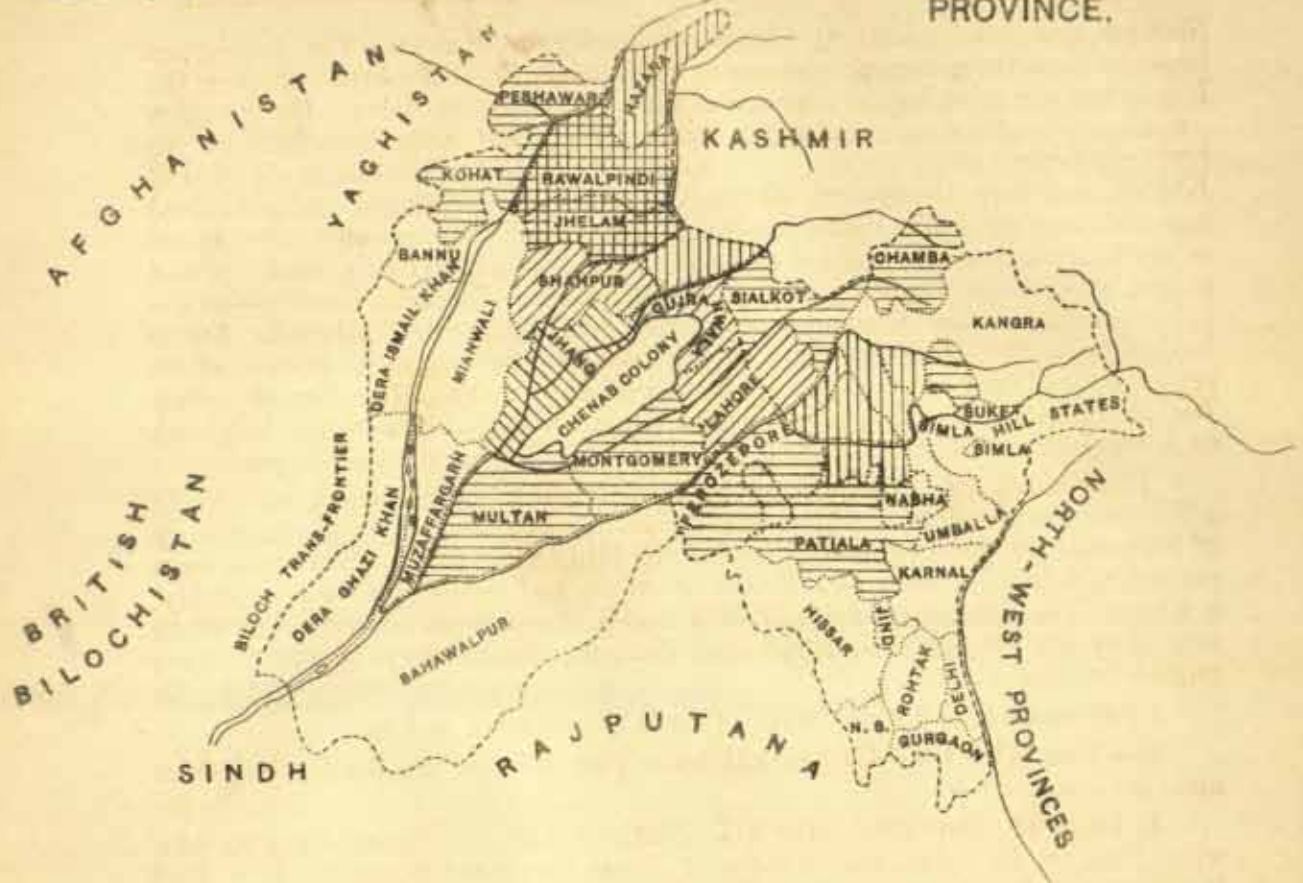 PROVINCE.
AFGHANISTAN
YAGHISTAN
PESHAWAR
HAZARA
KASHMIR
KOHAT
RAWALPINDI
JHELAM
BANNU
SHAHPUR
GUJRA
NWALA
SIALKOT
CHAMBA
KANGRA
DERA ISMAIL KHAN
MIANWALI
JHANG
CHENAB COLONY
LAHORE
SUKET
SIMLA HILL STATES
SIMLA
MONTGOMERY
FEROZEPORE
NABHA
UMBALLA
MULTAN
MUZAFFARGARH
PATIALA
KARNAL
BRITISH
BILOCHISTAN
BILOCH TRANS-FRONTIER
DERA GHAZI KHAN
BAHAWALPUR
HISSAR
JIND
ROHTAK
DELHI
N. S.
GURGAON
NORTH-WEST PROVINCES
RAJPUTANA
SINDH